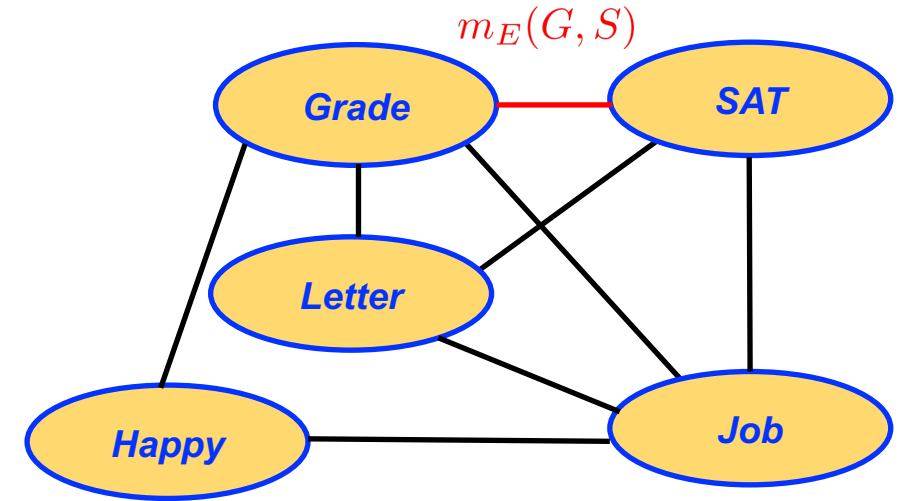 m_E(G, S)
Grade
SAT
Letter
Happy
Job